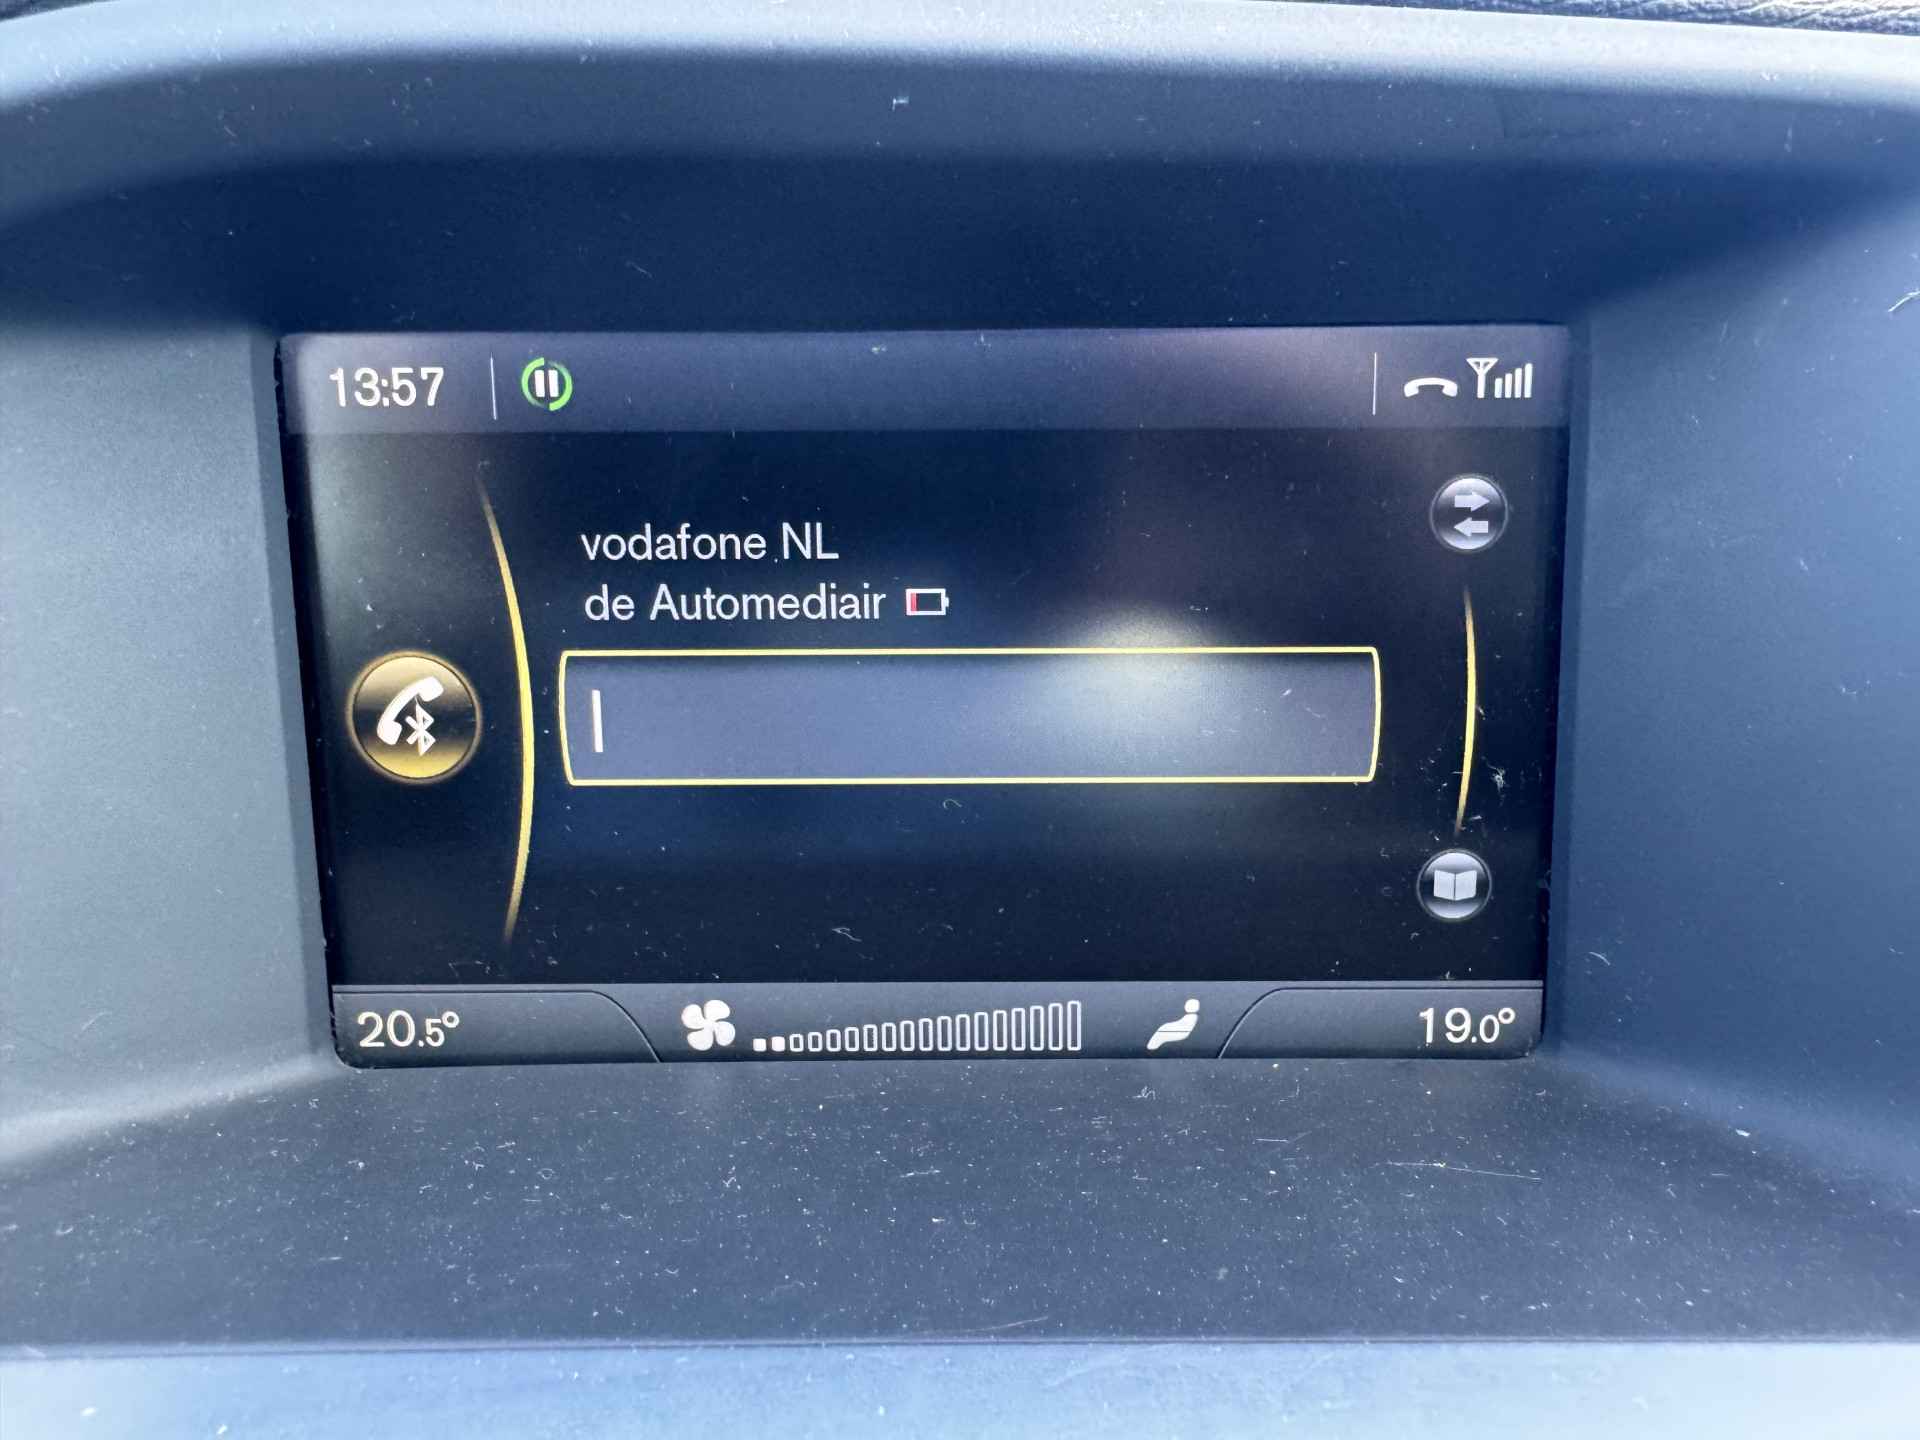 13:57
vodafone NL
de Automediair
20.5° 19.0°